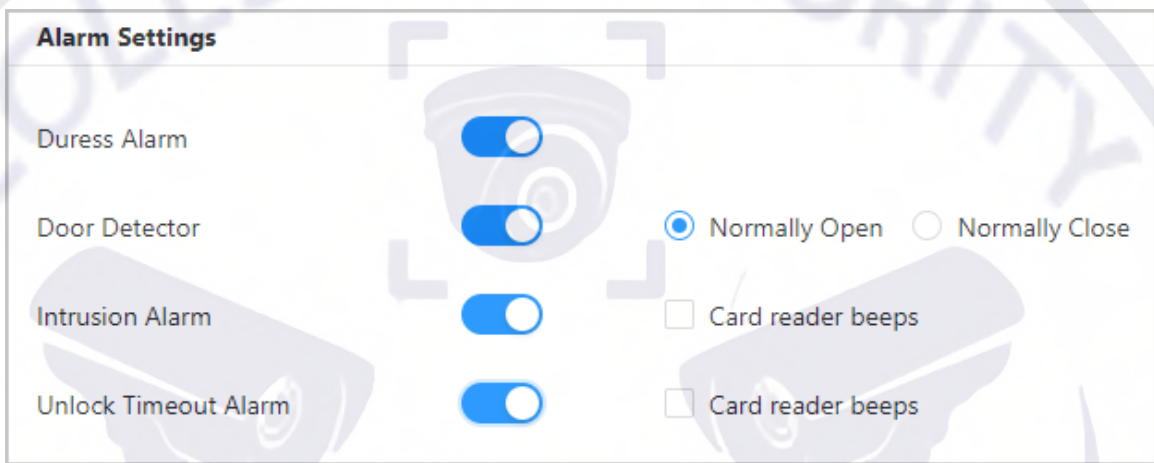 Alarm Settings
Duress Alarm
Door Detector Normally Open Normally Close
Intrusion Alarm Card reader beeps
Unlock Timeout Alarm Card reader beeps